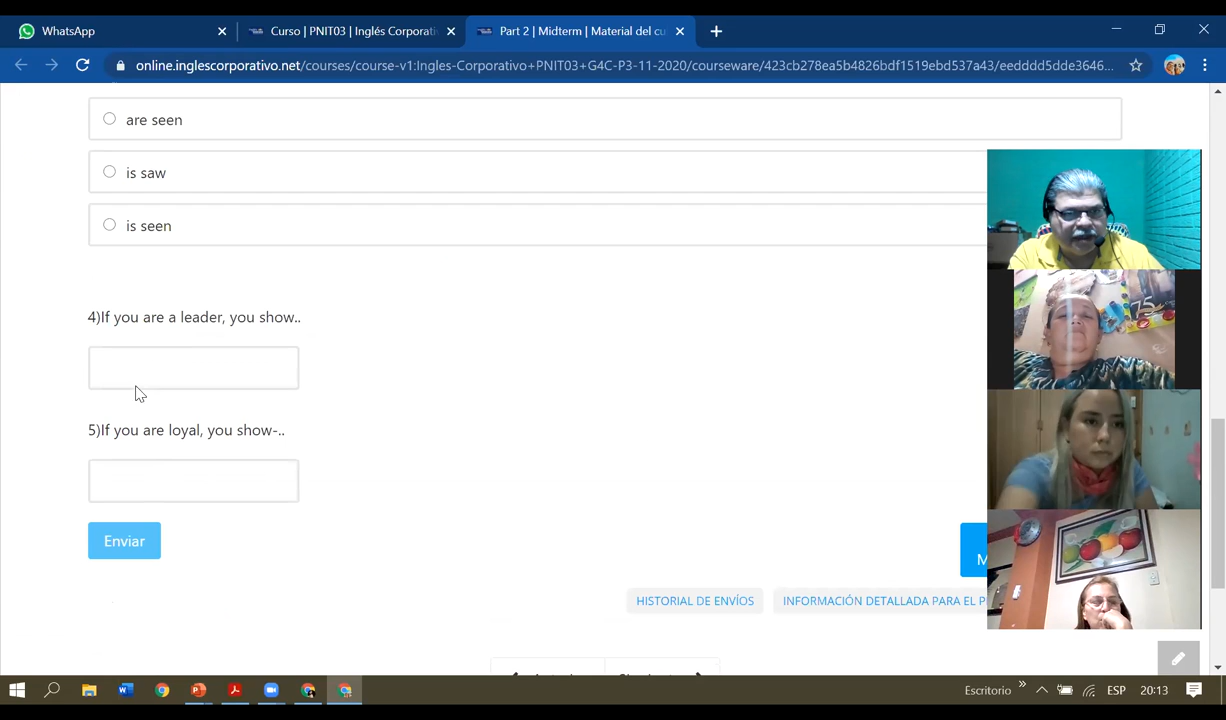 WhatsApp
Curso | PNIT03 | Inglés Corporati
Part 2 | Midterm | Material del cu
online.inglescorporativo.net/courses/course-v1:Ingles-Corporativo+PNIT03+G4C-P3-11-2020/courseware/423cb278ea5b4826bdf1519ebd537a43/eedddd5dde3646...
are seen
is saw
is seen
4)If you are a leader, you show..
5)If you are loyal, you show-..
Enviar
M
HISTORIAL DE ENVÍOS
INFORMACIÓN DETALLADA PARA EL P
75
Escritorio
ESP
20:13